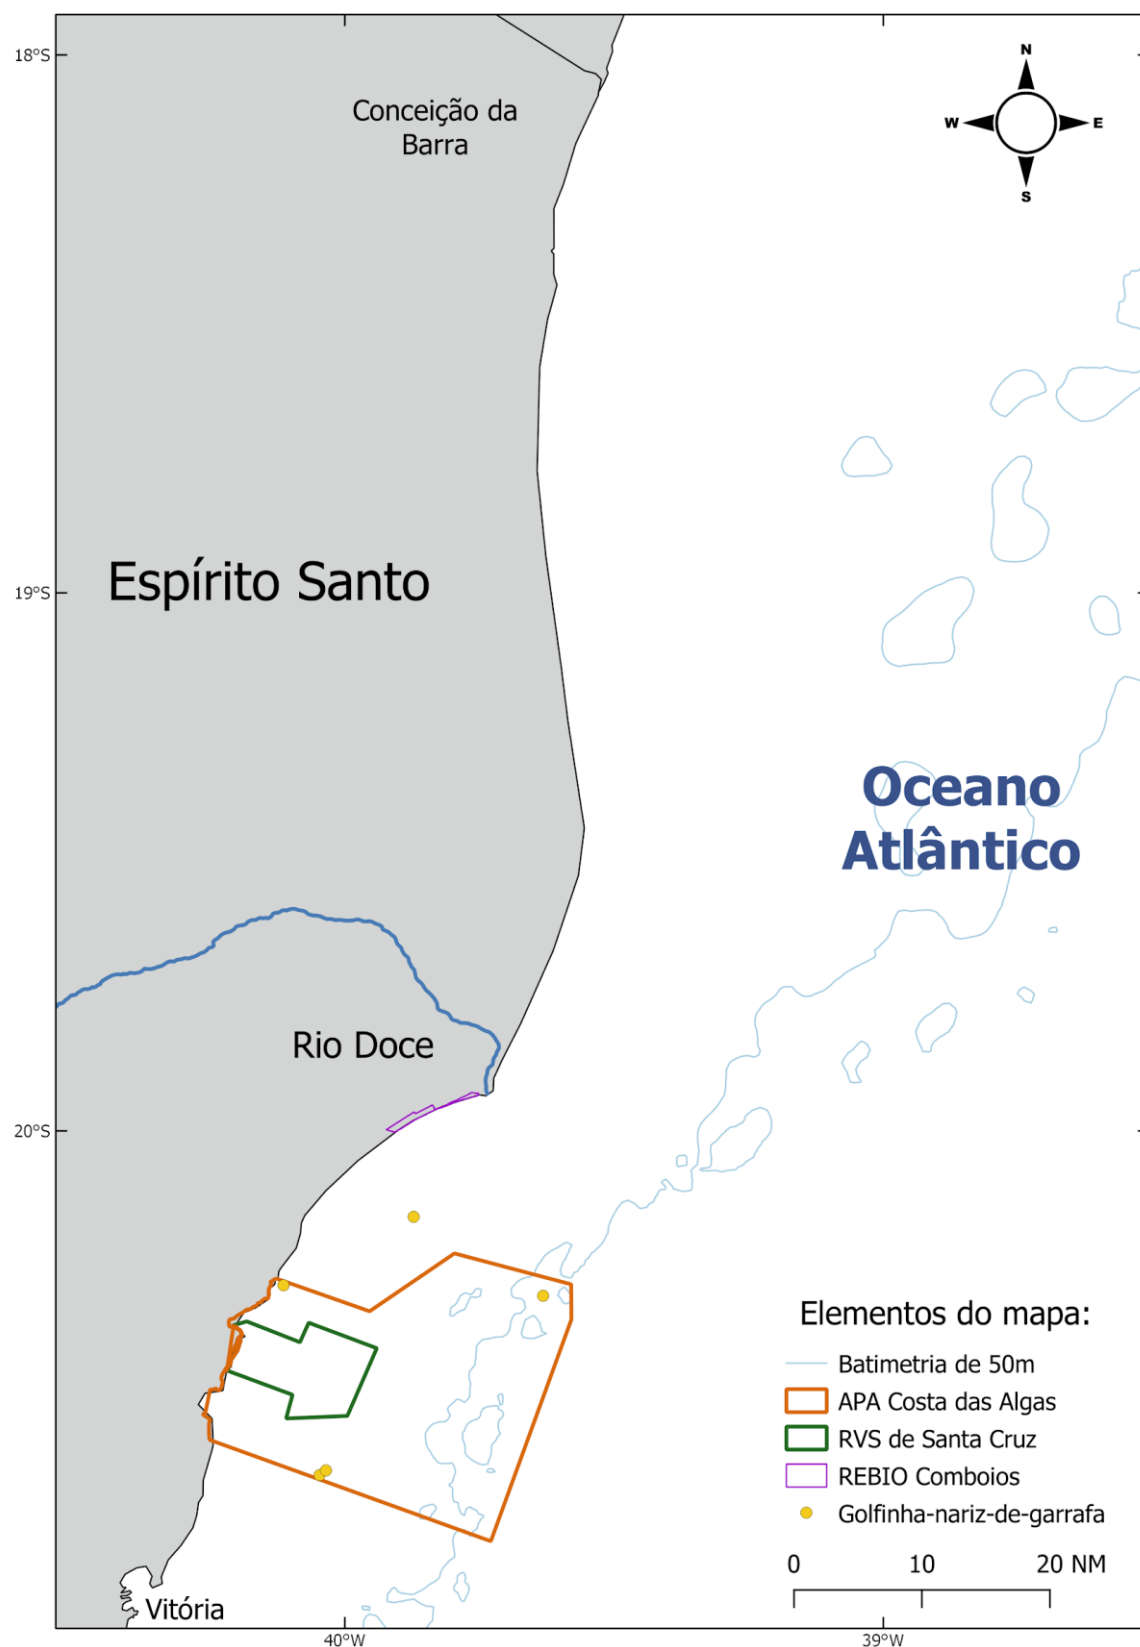 18°S
Conceição da
Barra
N
W
E
S
Espírito Santo
19°S
Oceano
Atlântico
Rio Doce
20°S
Elementos do mapa:
Batimetria de 50m
APA Costa das Algas
RVS de Santa Cruz
REBIO Comboios
Golfinha-nariz-de-garrafa
0 10 20 NM
Vitória
40°W
39°W